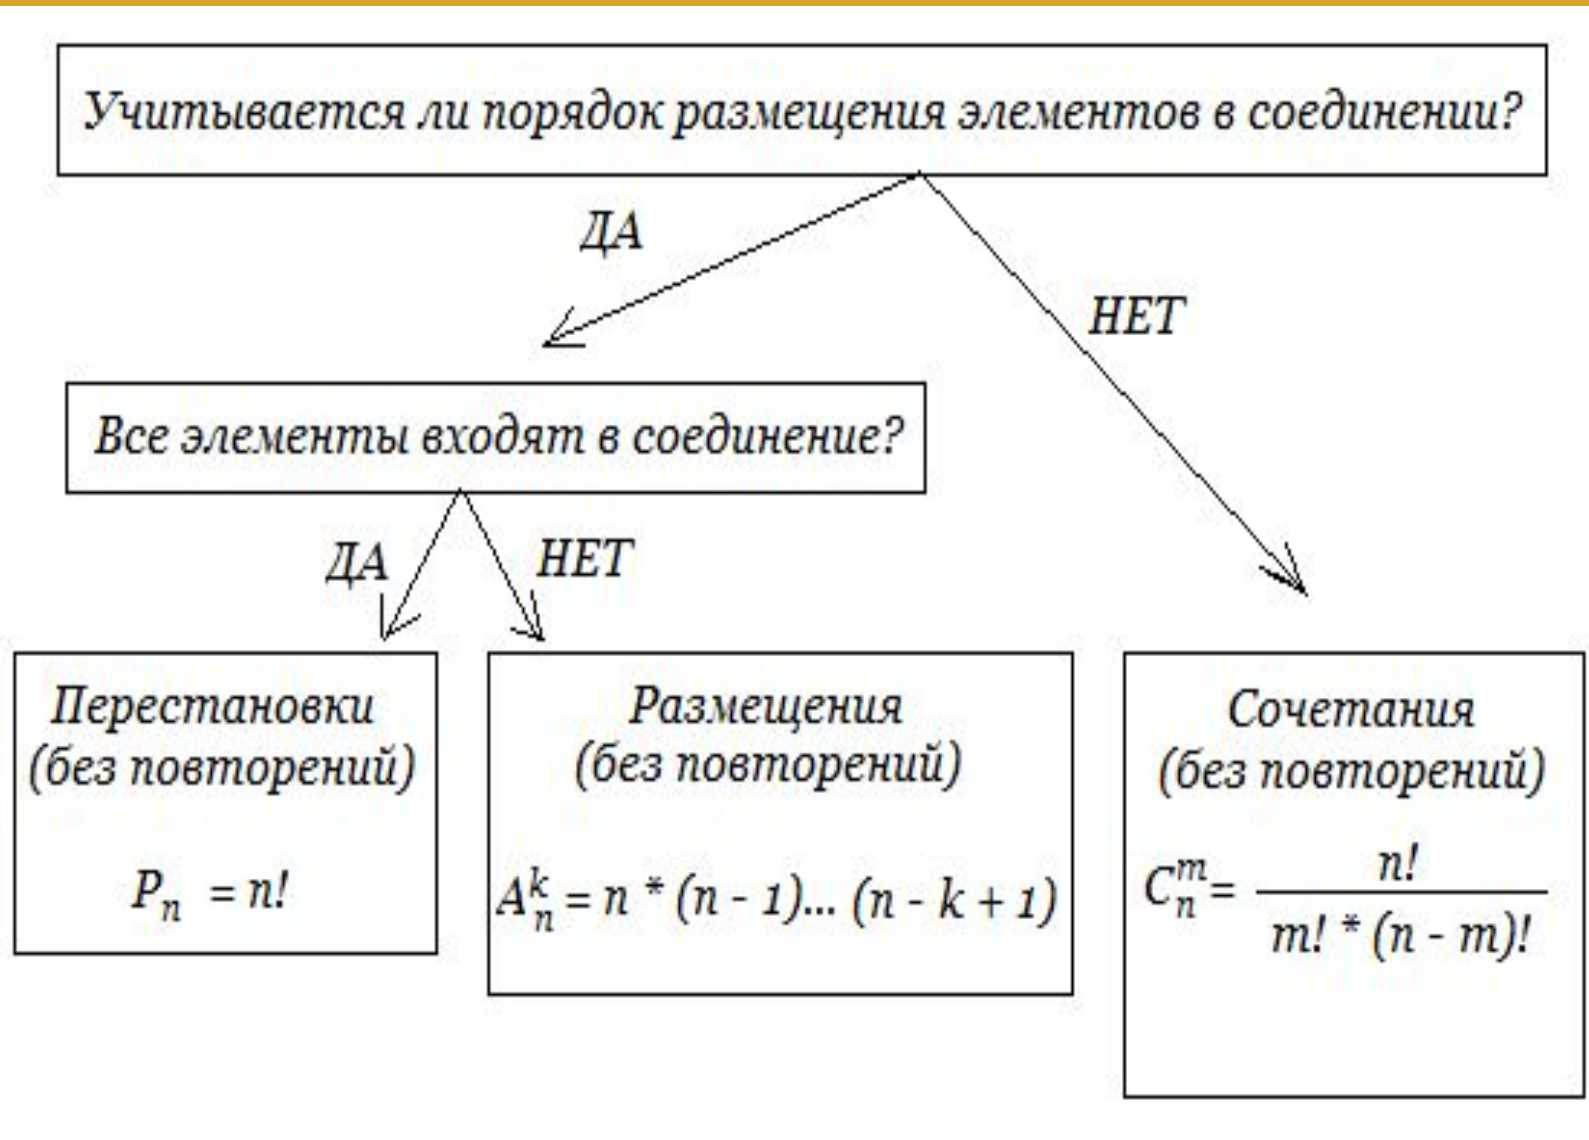 Учитывается ли порядок размещения элементов в соединении?
ДА
НЕТ
Все элементы входят в соединение?
ДА
НЕТ
Перестановки
(без повторений)
P_n = n!
Размещения
(без повторений)
A_n^k = n * (n - 1)... (n - k + 1)
Сочетания
(без повторений)
C_n^m = n! / m! * (n - m)!